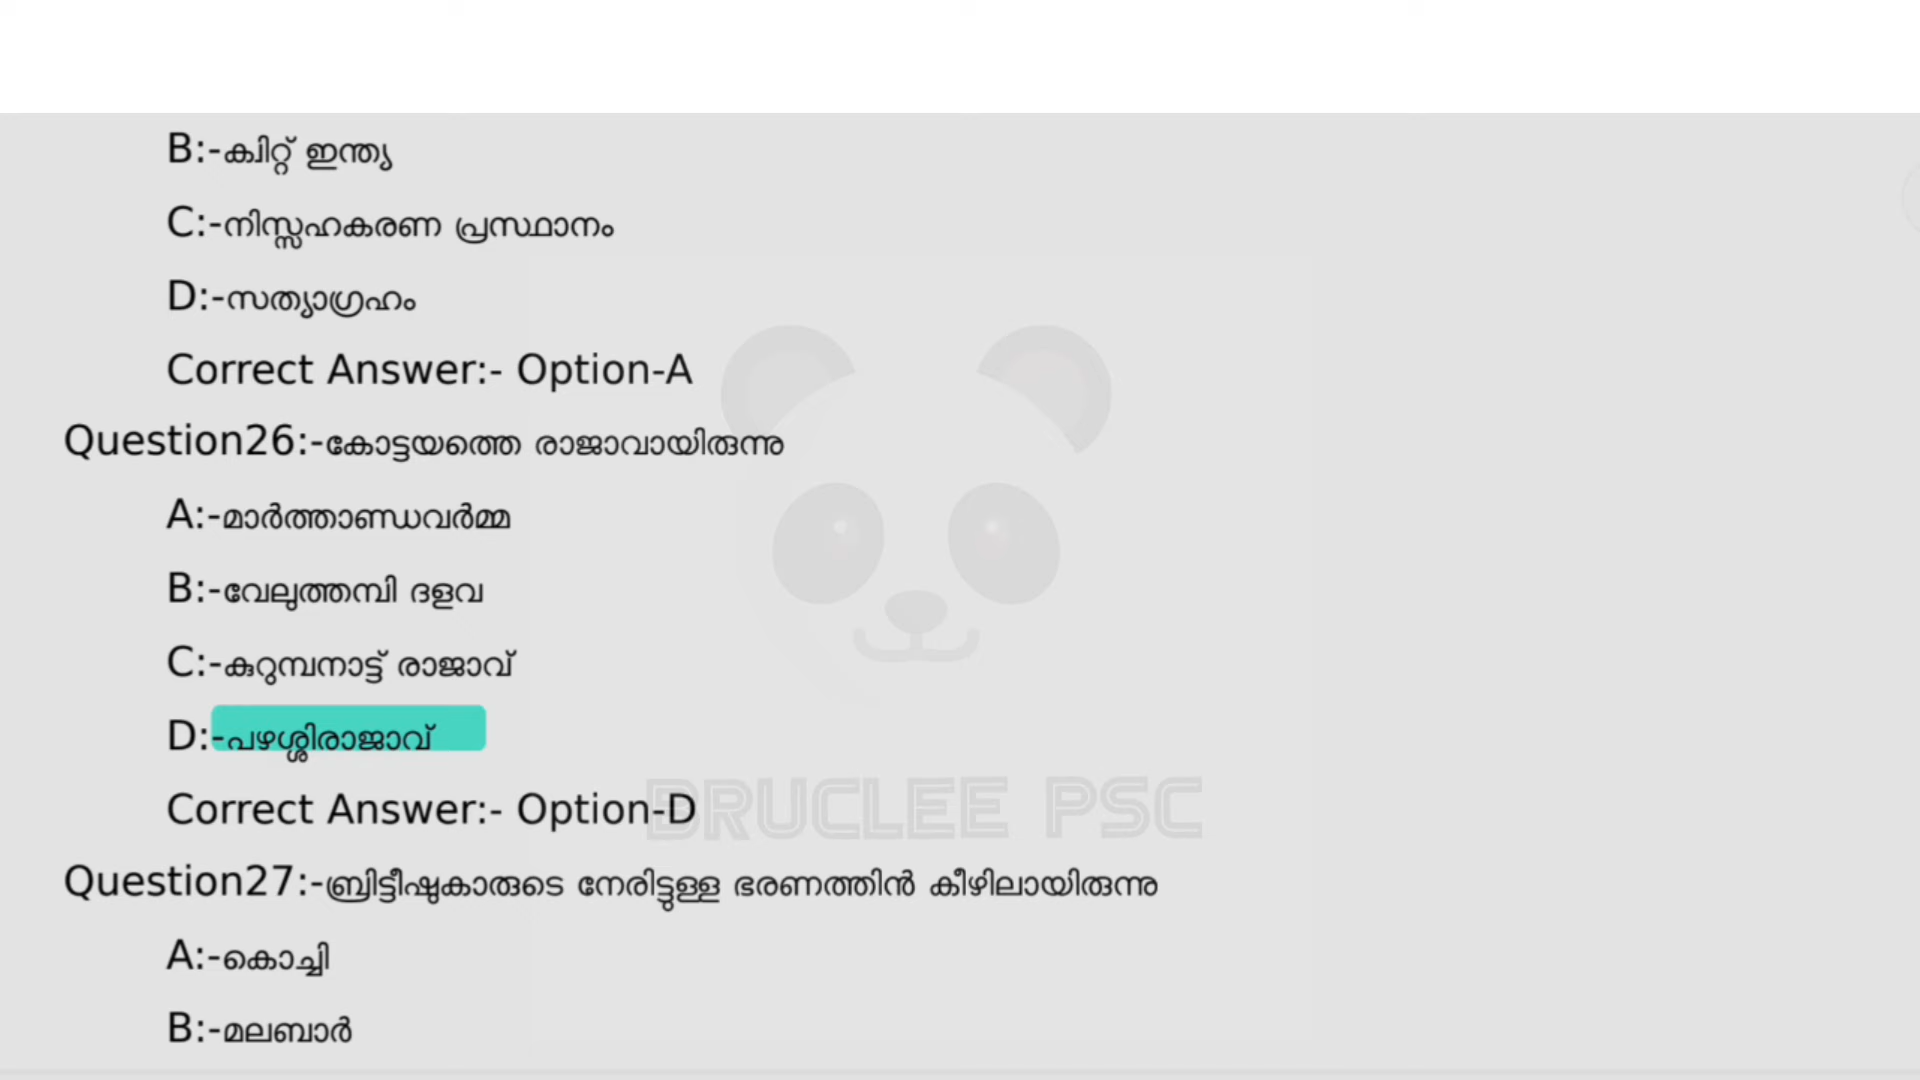 B:-ക്വിറ്റ് ഇന്ത്യ
C:-നിസ്സഹകരണ പ്രസ്ഥാനം
D:-സത്യാഗ്രഹം
Correct Answer:- Option-A
Question26:-കോട്ടയത്തെ രാജാവായിരുന്നു
A:-മാർത്താണ്ഡവർമ്മ
B:-വേലുത്തമ്പി ദളവ
C:-കുറുമ്പനാട്ട് രാജാവ്
D:-പഴശ്ശിരാജാവ്
Correct Answer:- Option-D
BRUCLEE PSC
Question27:-ബ്രിട്ടീഷുകാരുടെ നേരിട്ടുള്ള ഭരണത്തിൻ കീഴിലായിരുന്നു
A:-കൊച്ചി
B:-മലബാർ